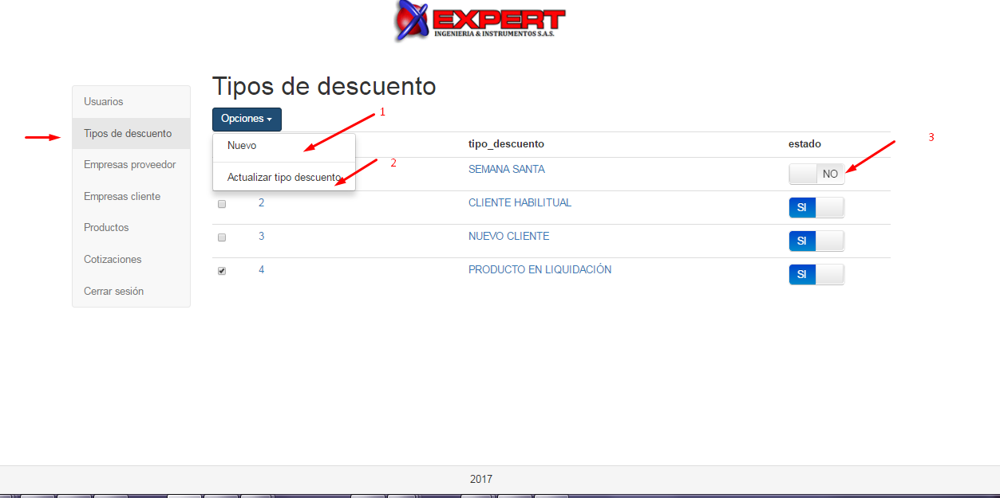 EXPERT
INGENIERIA & INSTRUMENTOS S.A.S.
Usuarios
Tipos de descuento
Empresas proveedor
Empresas cliente
Productos
Cotizaciones
Cerrar sesión
Tipos de descuento
Opciones
1
Nuevo
2
Actualizar tipo descuento
tipo_descuento
estado
3
SEMANA SANTA
NO
2
CLIENTE HABILITUAL
SI
3
NUEVO CLIENTE
SI
4
PRODUCTO EN LIQUIDACIÓN
SI
2017